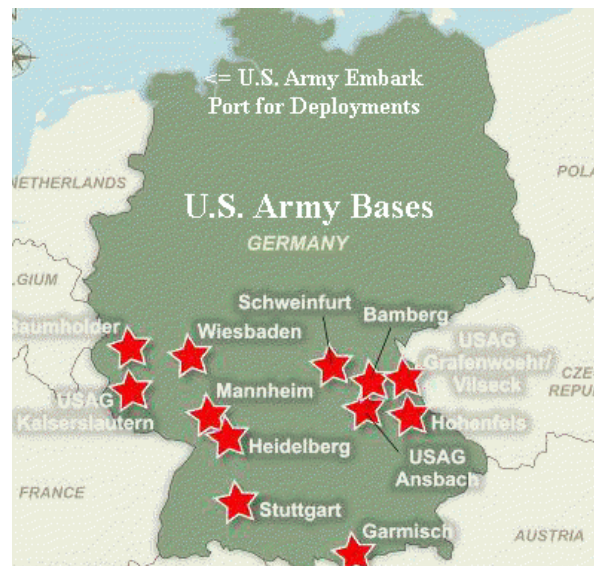 <= U.S. Army Embark
Port for Deployments
NETHERLANDS
POLA
U.S. Army Bases
GERMANY
LGIUM
Schweinfurt
Bamberg
Baumholder
Wiesbaden
USAG
Grafenwoehr/
Vilseck
CZE
REPU
Mannheim
USAG
Kaiserslautern
Hohenfels
Heidelberg
USAG
Ansbach
FRANCE
Stuttgart
Garmisch
AUSTRIA